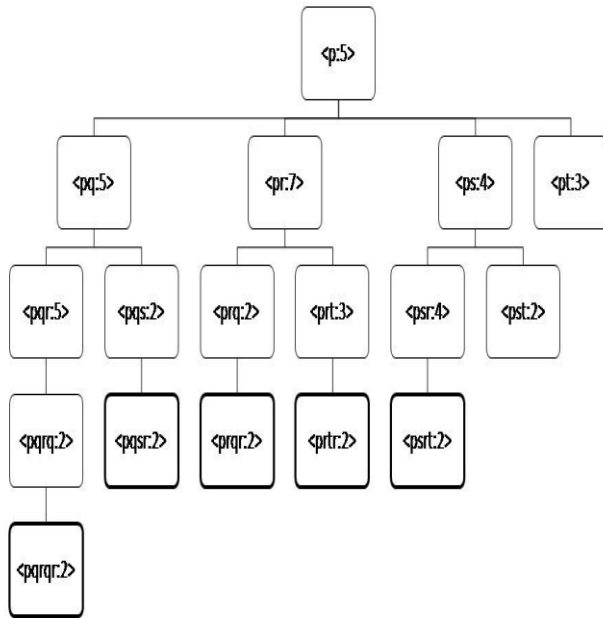 <p:5>
<pq:5> <pr:7> <ps:4> <pt:3>
<pqr:5> <pqs:2> <prq:2> <prt:3> <psr:4> <pst:2>
<pqrq:2> <pqsr:2> <prqr:2> <prtr:2> <psrt:2>
<pqrqr:2>